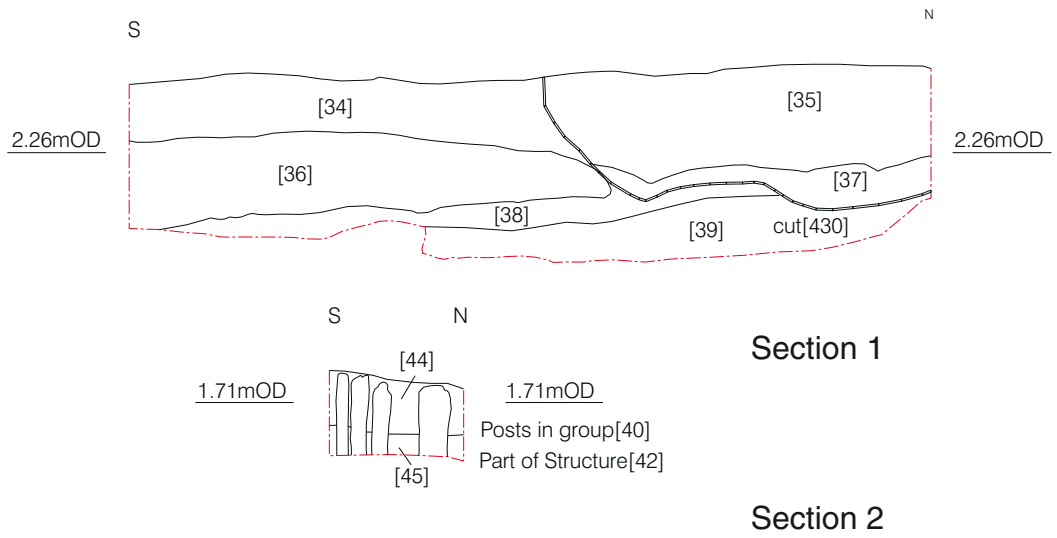 S
N
[34]
[35]
2.26mOD
2.26mOD
[36]
[37]
[38]
[39]
cut[430]
S
N
Section 1
[44]
1.71mOD
1.71mOD
Posts in group[40]
Part of Structure[42]
[45]
Section 2